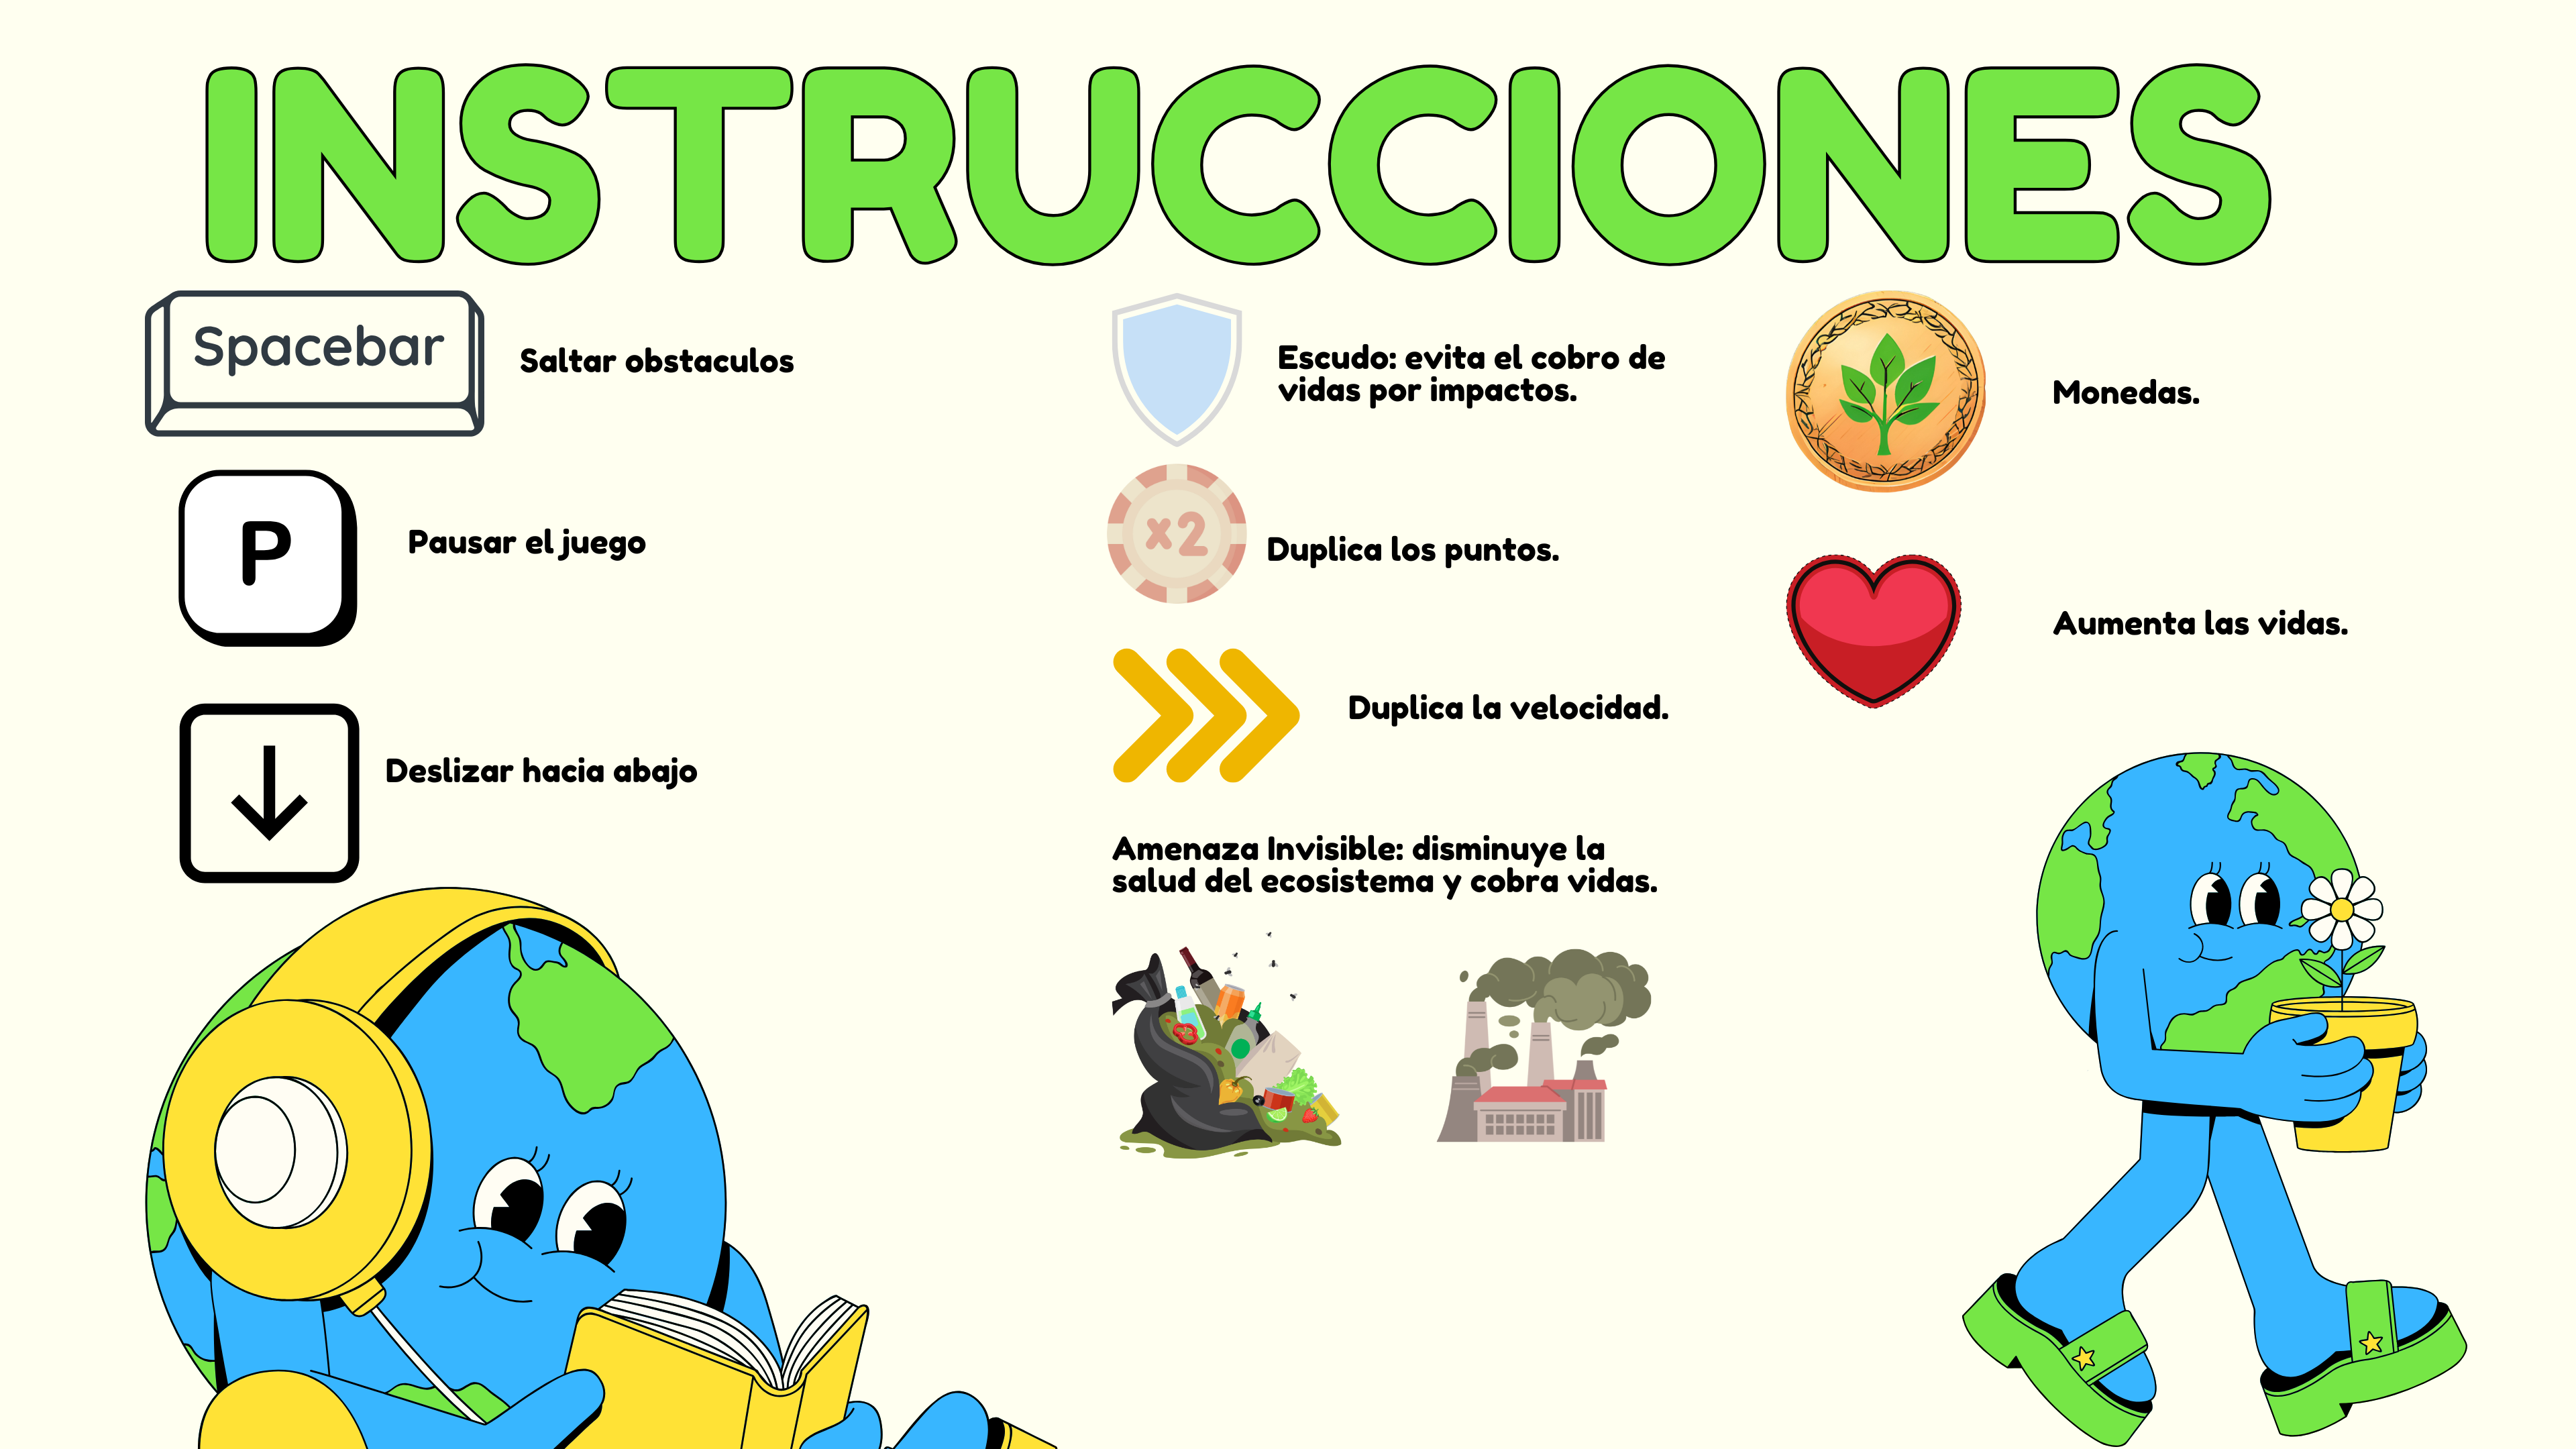 INSTRUCCIONES
Spacebar
Saltar obstaculos
P
Pausar el juego
Deslizar hacia abajo
Escudo: evita el cobro de
vidas por impactos.
x2
Duplica los puntos.
Duplica la velocidad.
Amenaza Invisible: disminuye la
salud del ecosistema y cobra vidas.
Monedas.
Aumenta las vidas.